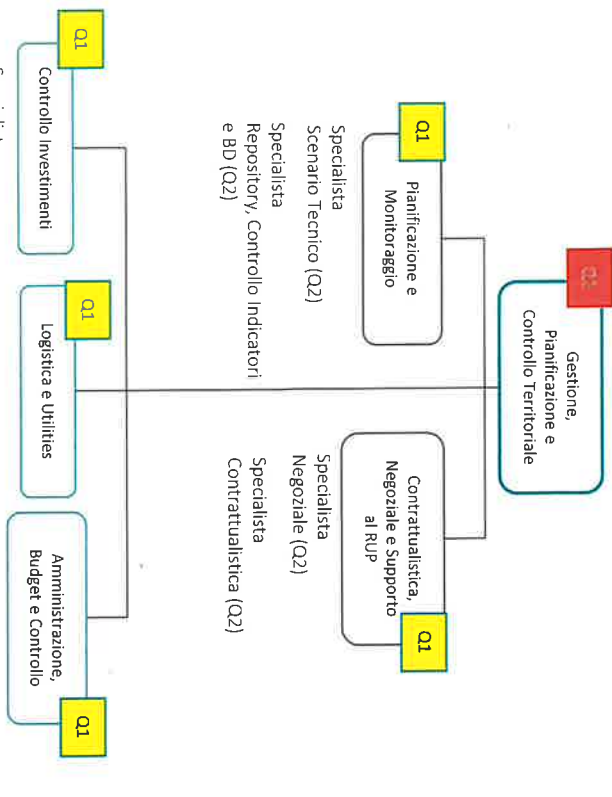 Gestione,
Pianificazione e
Controllo Territoriale
Q1
Pianificazione e
Monitoraggio
Specialista
Scenario Tecnico (Q2)
Specialista
Repository, Controllo Indicatori
e BD (Q2)
Q1
Contrattualistica,
Negoziale e Supporto
al RUP
Specialista
Negoziale (Q2)
Specialista
Contrattualistica (Q2)
Q1
Controllo Investimenti
Q1
Logistica e Utilities
Q1
Amministrazione,
Budget e Controllo